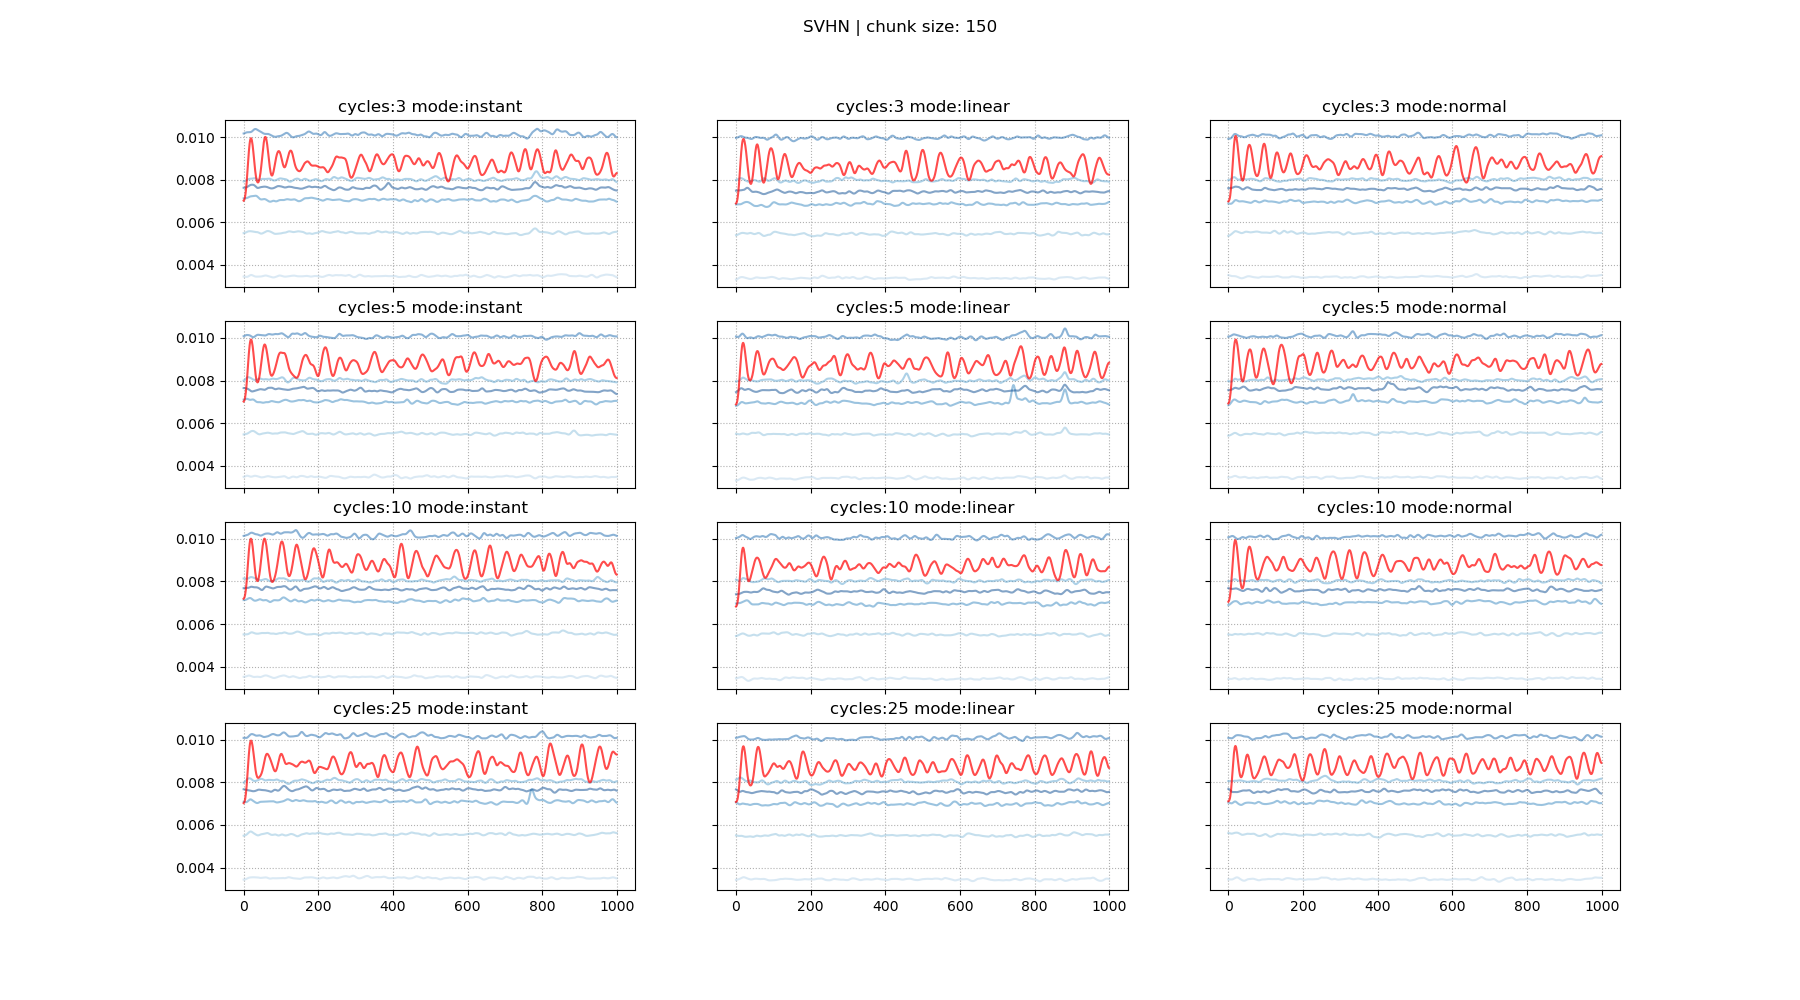 SVHN | chunk size: 150
cycles:3 mode:instant
cycles:3 mode:linear
cycles:3 mode:normal
0.010
0.008
0.006
0.004
cycles:5 mode:instant
cycles:5 mode:linear
cycles:5 mode:normal
0.010
0.008
0.006
0.004
cycles:10 mode:instant
cycles:10 mode:linear
cycles:10 mode:normal
0.010
0.008
0.006
0.004
cycles:25 mode:instant
cycles:25 mode:linear
cycles:25 mode:normal
0.010
0.008
0.006
0.004
0 200 400 600 800 1000
0 200 400 600 800 1000
0 200 400 600 800 1000